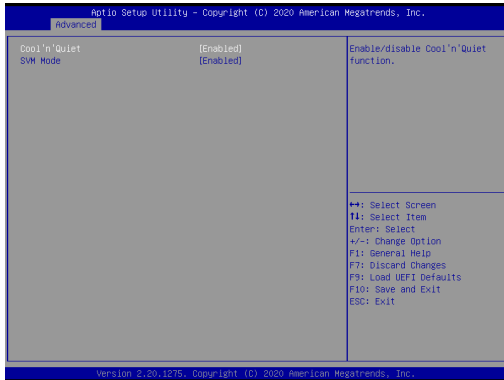 Aptio Setup Utility – Copyright (C) 2020 American Megatrends, Inc.
Advanced
Cool'n'Quiet [Enabled]
SVM Mode [Enabled]
Enable/disable Cool'n'Quiet
function.
↔: Select Screen
↑↓: Select Item
Enter: Select
+/-: Change Option
F1: General Help
F7: Discard Changes
F9: Load UEFI Defaults
F10: Save and Exit
ESC: Exit
Version 2.20.1275. Copyright (C) 2020 American Megatrends, Inc.